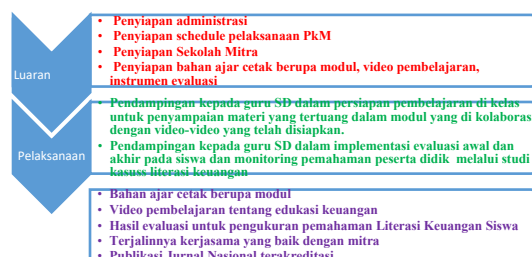 Luaran
• Penyiapan administrasi
• Penyiapan schedule pelaksanaan PkM
• Penyiapan Sekolah Mitra
• Penyiapan bahan ajar cetak berupa modul, video pembelajaran,
instrumen evaluasi
Pelaksanaan
• Pendampingan kepada guru SD dalam persiapan pembelajaran di kelas
untuk penyampaian materi yang tertuang dalam modul yang di kolaboras
dengan video-video yang telah disiapkan.
• Pendampingan kepada guru SD dalam implementasi evaluasi awal dan
akhir pada siswa dan monitoring pemahaman peserta didik melalui studi
kasuss literasi keuangan
• Bahan ajar cetak berupa modul
• Video pembelajaran tentang edukasi keuangan
• Hasil evaluasi untuk pengukuran pemahaman Literasi Keuangan Siswa
• Terjalinnya kerjasama yang baik dengan mitra
• Publikasi Jurnal Nasional terakreditasi